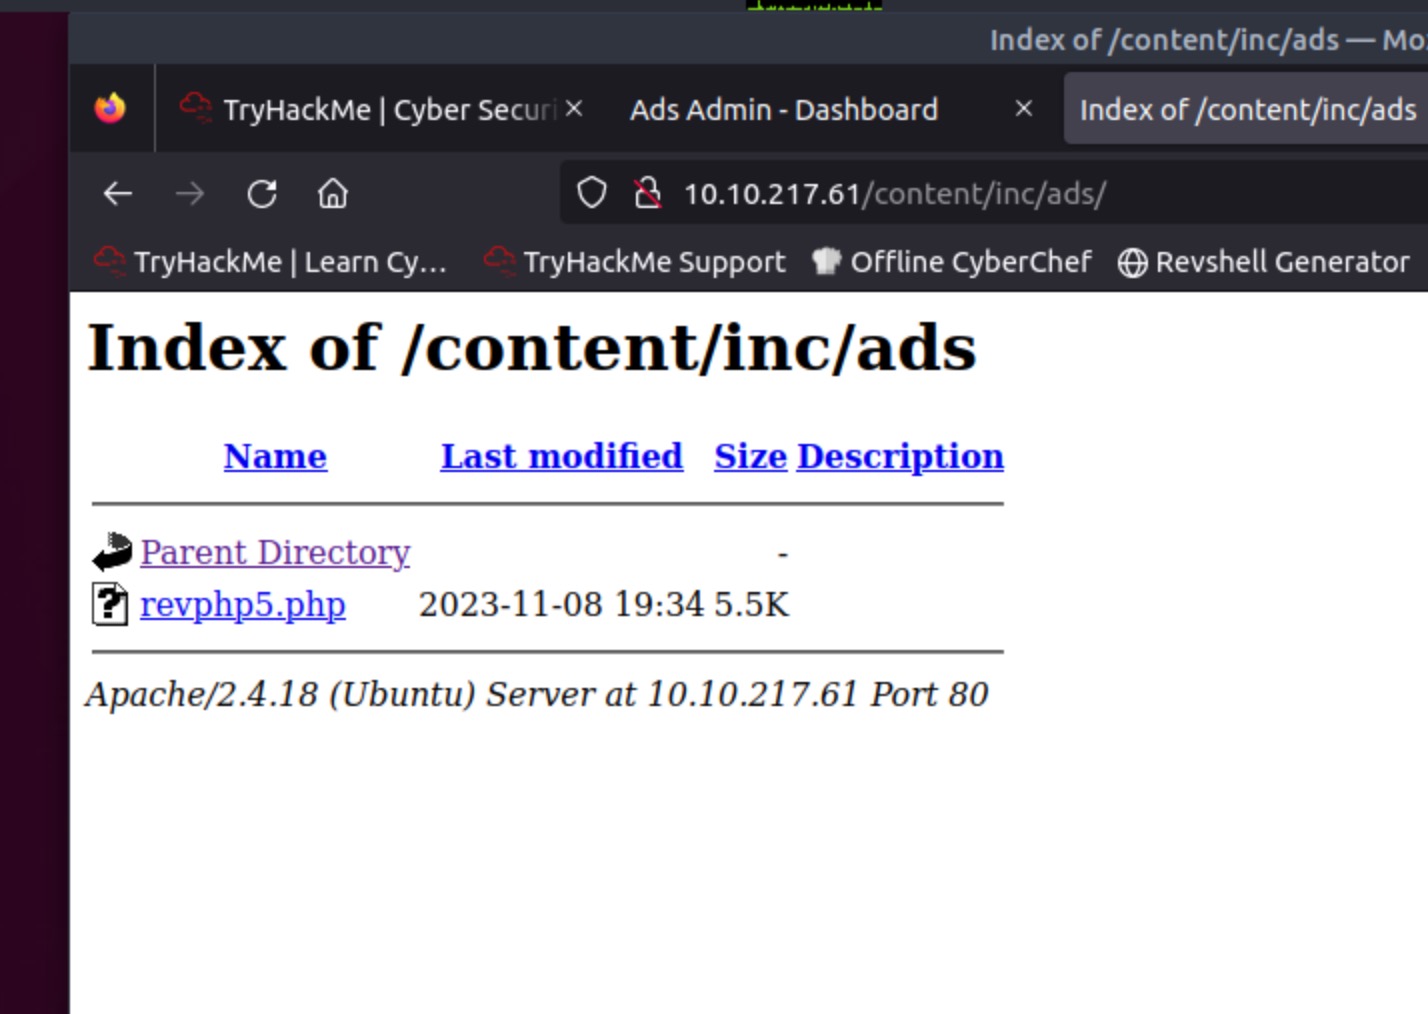 Index of /content/inc/ads — Mo
TryHackMe | Cyber Securi Ads Admin - Dashboard Index of /content/inc/ads
10.10.217.61/content/inc/ads/
TryHackMe | Learn Cy... TryHackMe Support Offline CyberChef Revshell Generator
Index of /content/inc/ads
Name Last modified Size Description
Parent Directory -
revphp5.php 2023-11-08 19:34 5.5K
Apache/2.4.18 (Ubuntu) Server at 10.10.217.61 Port 80